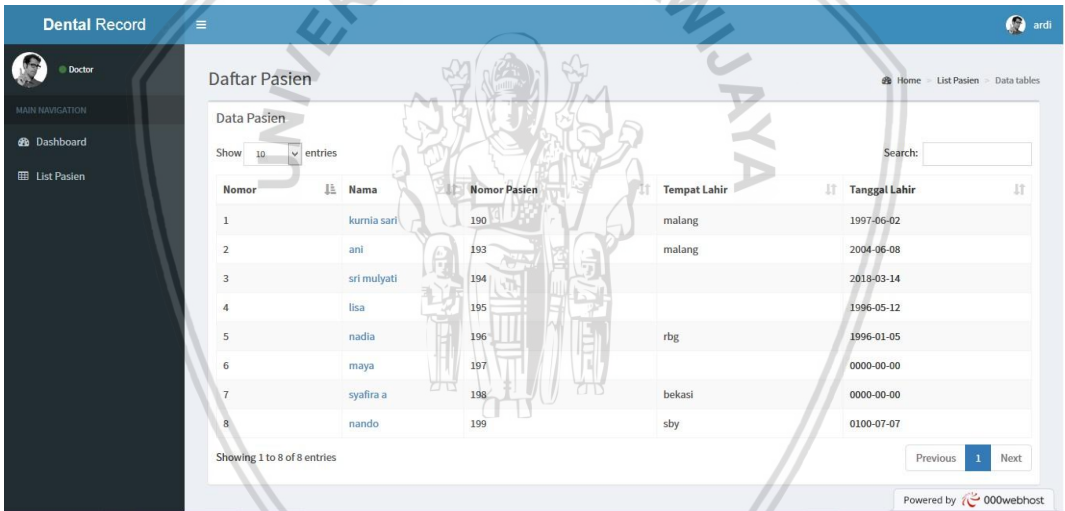 Dental Record
ardi
Doctor
MAIN NAVIGATION
Dashboard
List Pasien
Daftar Pasien
Home > List Pasien > Data tables
Data Pasien
Show 10 entries
Search:
Nomor Nama Nomor Pasien Tempat Lahir Tanggal Lahir
1 kurnia sari 190 malang 1997-06-02
2 ani 193 malang 2004-06-08
3 sri mulyati 194 2018-03-14
4 lisa 195 1996-05-12
5 nadia 196 rbg 1996-01-05
6 maya 197 0000-00-00
7 syafira a 198 bekasi 0000-00-00
8 nando 199 sby 0100-07-07
Showing 1 to 8 of 8 entries
Previous 1 Next
Powered by 000webhost